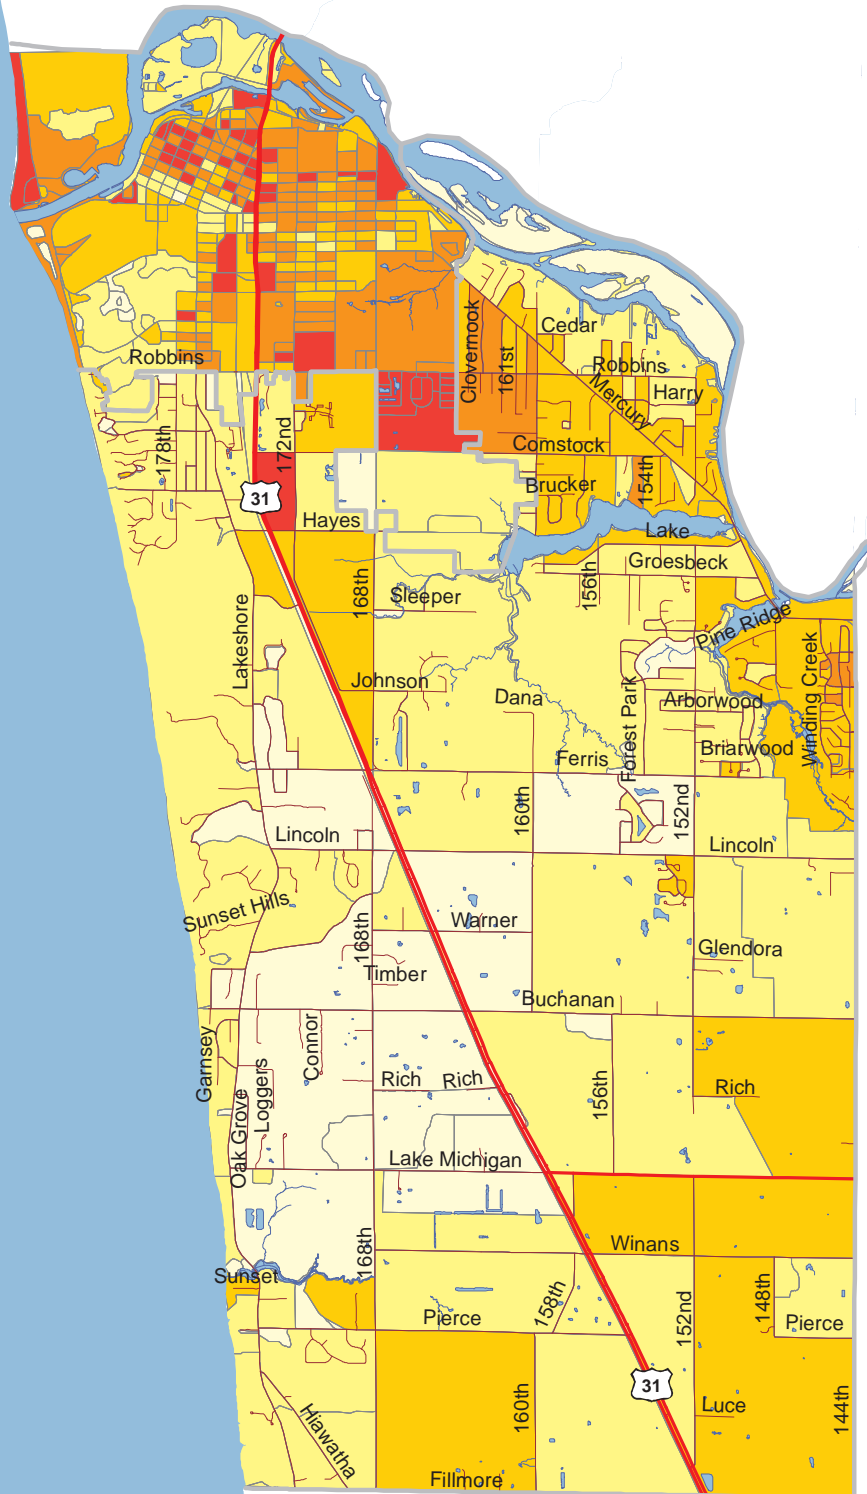 Cedar
Clovernook
161st
Robbins
Robbins
Mercury
Harry
178th
172nd
Comstock
154th
Brucker
31
Hayes
Lake
Groesbeck
168th
156th
Sleeper
Lakeshore
Pine Ridge
Johnson
Dana
Forest Park
Arborwood
Winding Creek
Briarwood
Ferris
160th
152nd
Lincoln
Lincoln
Sunset Hills
168th
Warner
Glendora
Timber
Buchanan
Garnsey
Connor
Loggers
Rich
Rich
156th
Rich
Oak Grove
Lake Michigan
168th
Winans
Sunset
158th
152nd
148th
Pierce
Pierce
31
160th
Luce
144th
Hiawatha
Fillmore